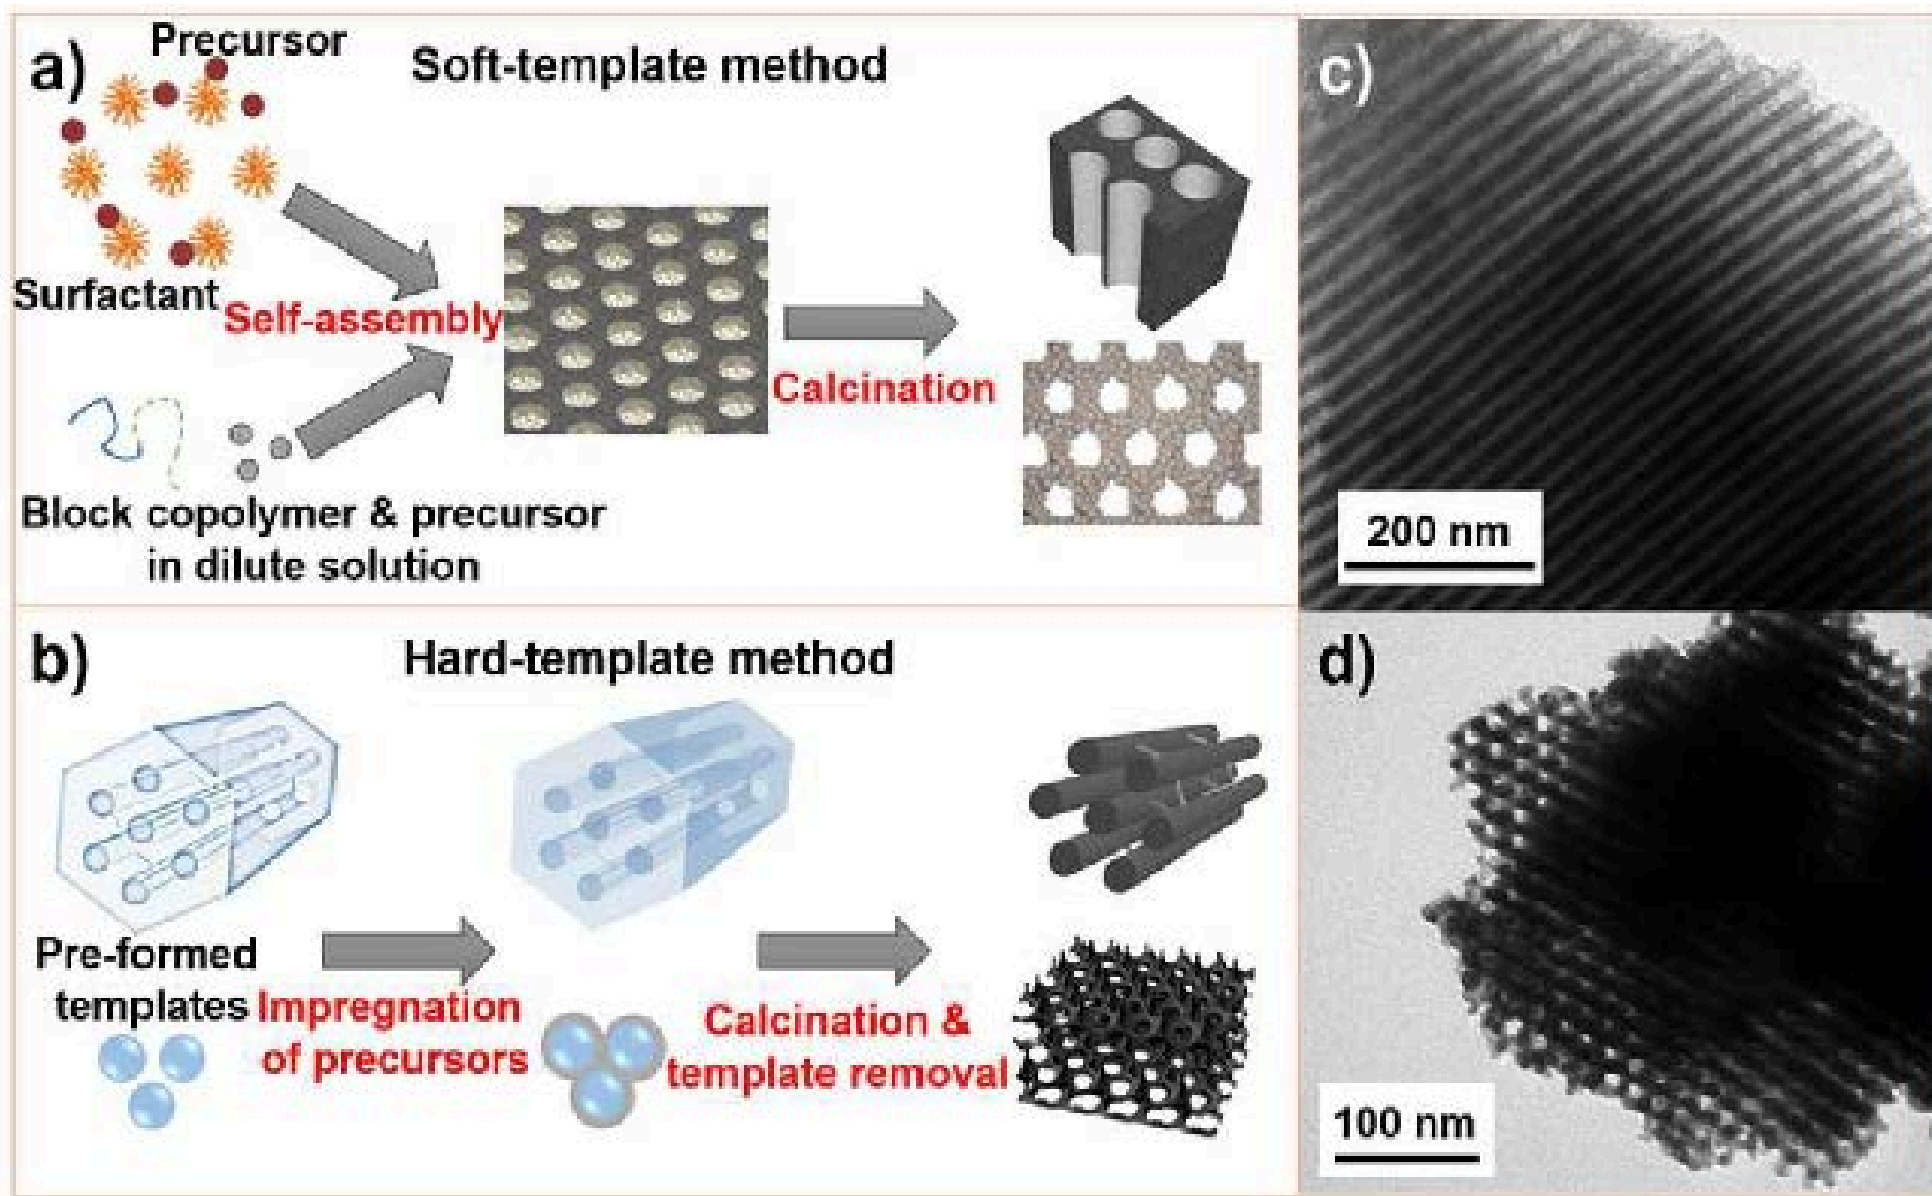 a)
Precursor
Soft-template method
Surfactant
Self-assembly
Calcination
Block copolymer & precursor
in dilute solution
b)
Hard-template method
Pre-formed
templates
Impregnation
of precursors
Calcination &
template removal
c)
200 nm
d)
100 nm